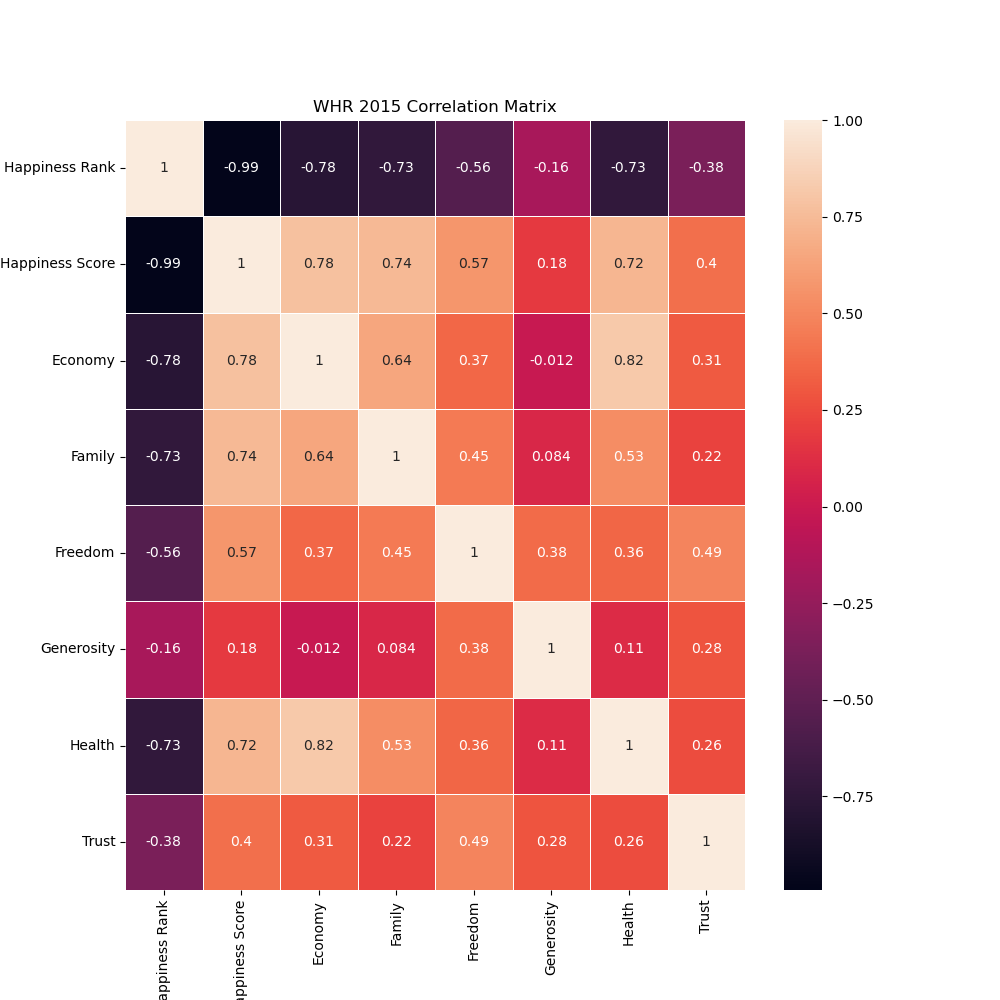 WHR 2015 Correlation Matrix
1.00
Happiness Rank 1 -0.99 -0.78 -0.73 -0.56 -0.16 -0.73 -0.38
0.75
Happiness Score -0.99 1 0.78 0.74 0.57 0.18 0.72 0.4
0.50
Economy -0.78 0.78 1 0.64 0.37 -0.012 0.82 0.31
0.25
Family -0.73 0.74 0.64 1 0.45 0.084 0.53 0.22
0.00
Freedom -0.56 0.57 0.37 0.45 1 0.38 0.36 0.49
−0.25
Generosity -0.16 0.18 -0.012 0.084 0.38 1 0.11 0.28
−0.50
Health -0.73 0.72 0.82 0.53 0.36 0.11 1 0.26
−0.75
Trust -0.38 0.4 0.31 0.22 0.49 0.28 0.26 1
appiness Rank
appiness Score
Economy
Family
Freedom
Generosity
Health
Trust